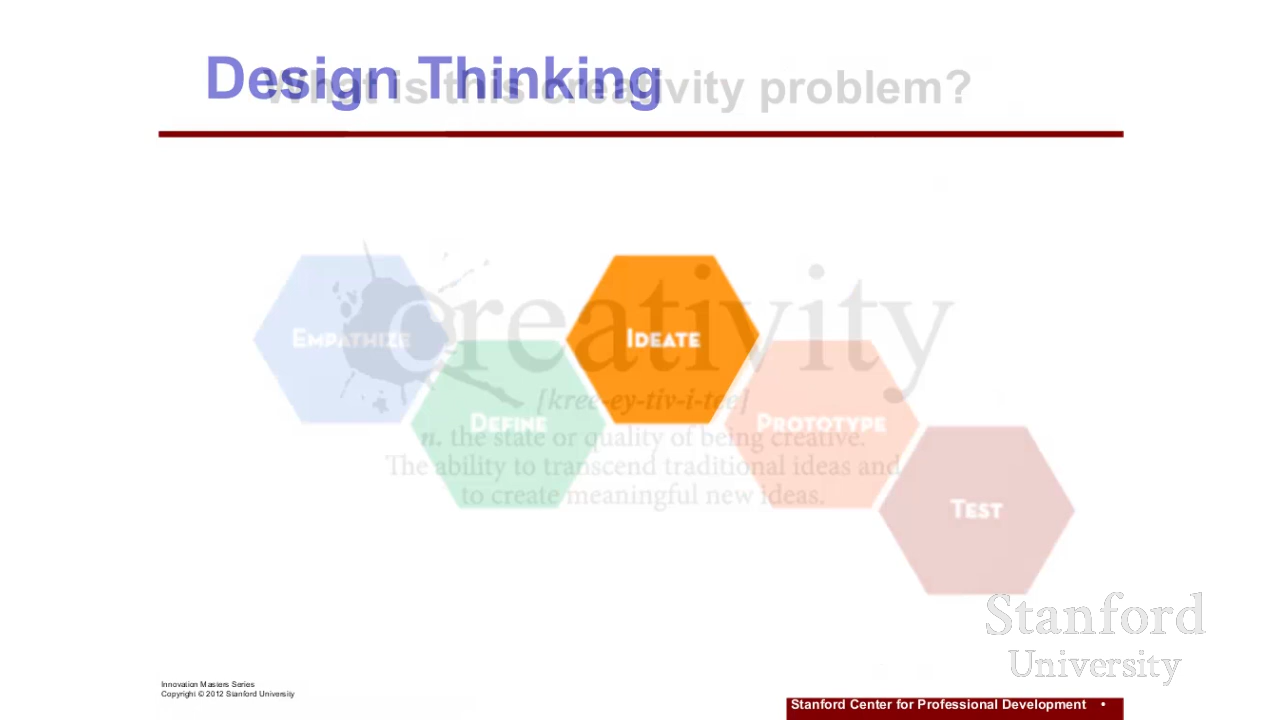 Design Thinking
What is this creativity problem?
creativity
EMPATHIZE
IDEATE
[kree-ey-tiv-i-tee]
DEFINE
PROTOTYPE
n. the state or quality of being creative.
The ability to transcend traditional ideas and
to create meaningful new ideas.
TEST
Stanford
University
Innovation Masters Series
Copyright © 2012 Stanford University
Stanford Center for Professional Development •